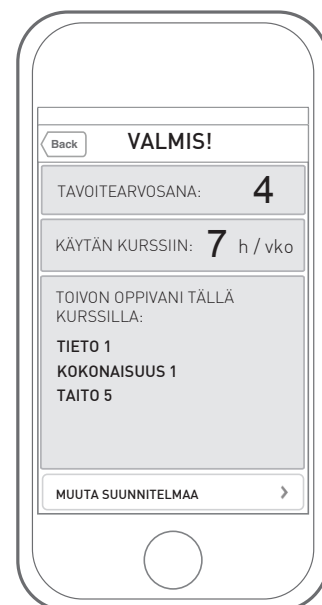 Back VALMIS!
TAVOITEARVOSANA: 4
KÄYTÄN KURSSIIN: 7 h / vko
TOIVON OPPIVANI TÄLLÄ
KURSSILLA:
TIETO 1
KOKONAISUUS 1
TAITO 5
MUUTA SUUNNITELMAA